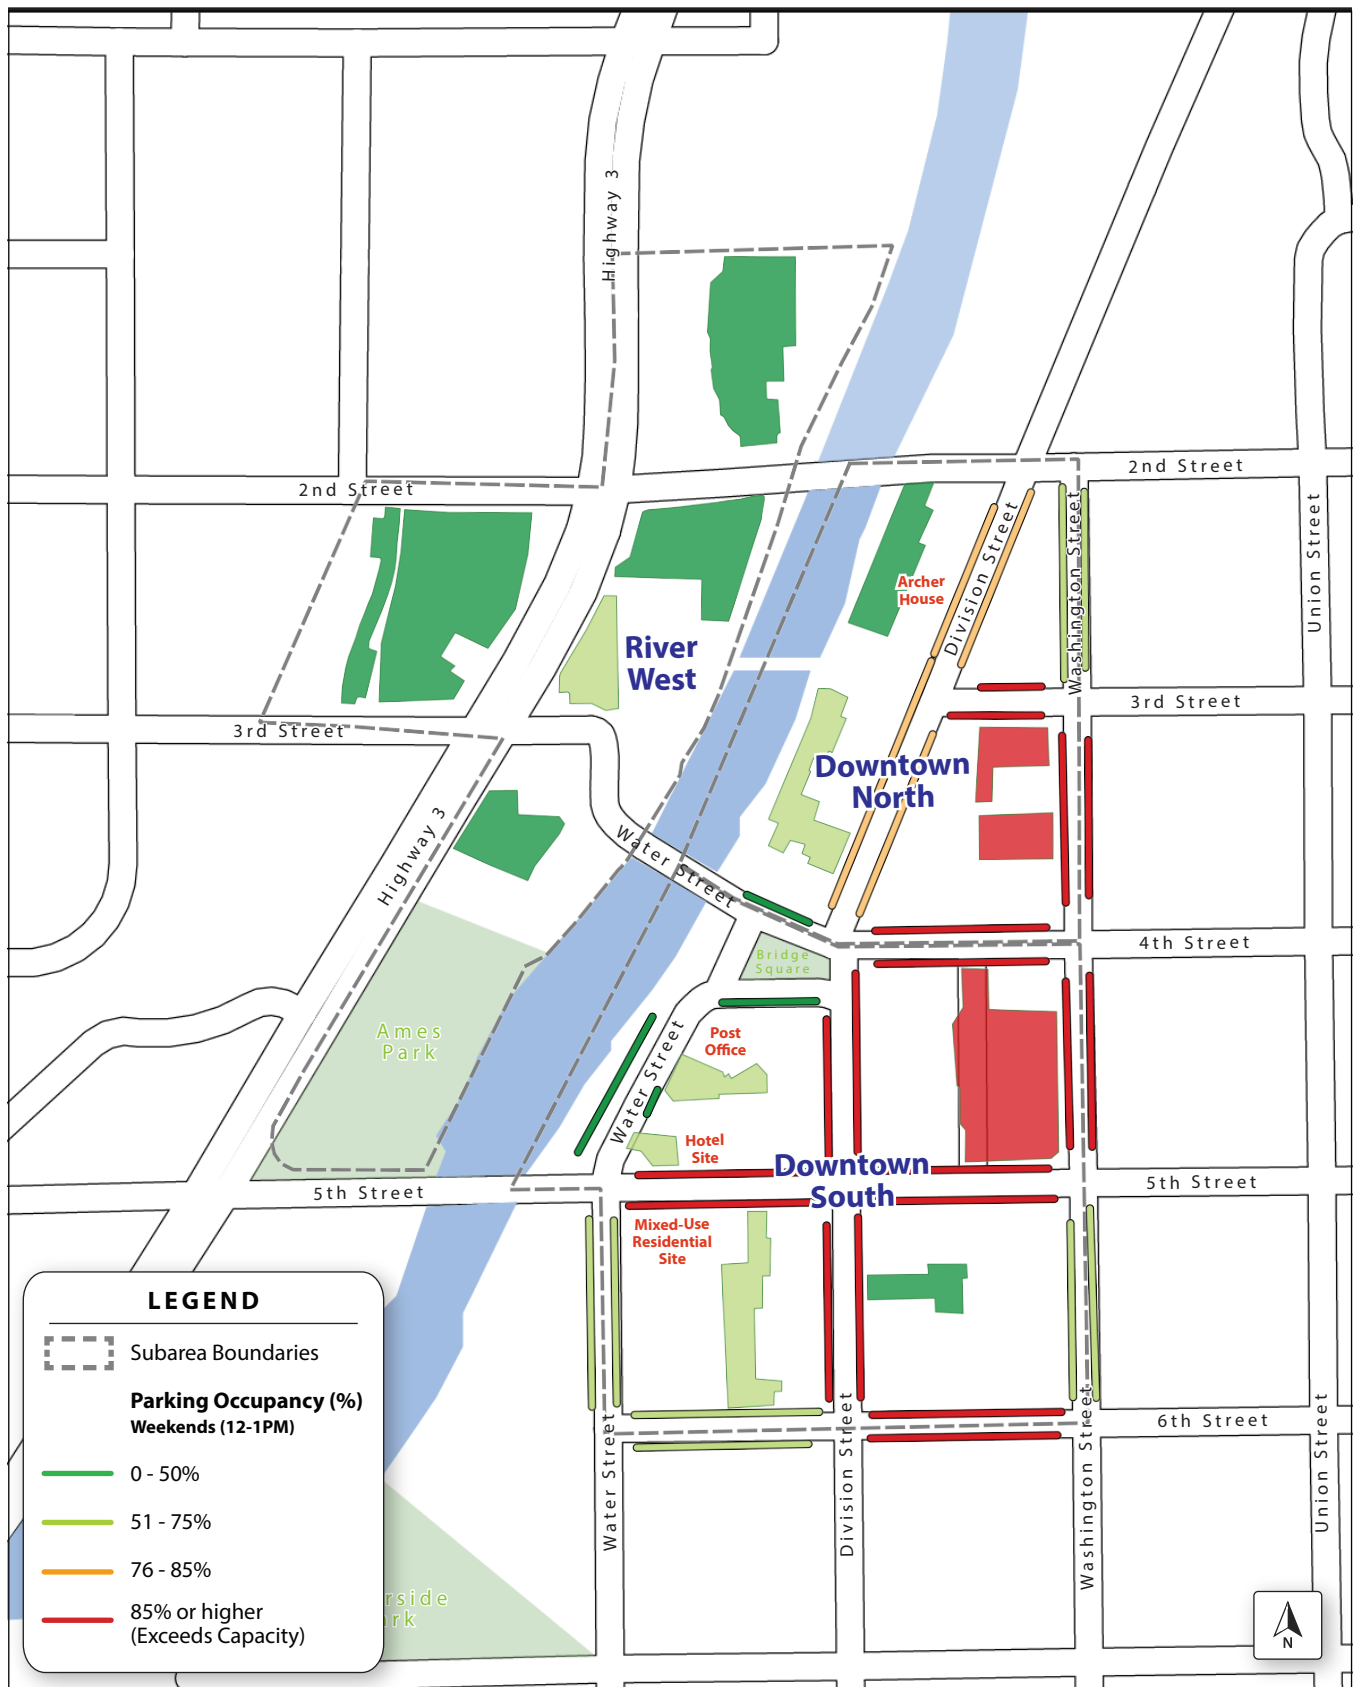 Highway 3
2nd Street
2nd Street
Union Street
Archer
House
Division Street
Washington Street
River
West
3rd Street
3rd Street
Downtown
North
Highway 3
Water Street
4th Street
Bridge
Square
Ames
Park
Post
Office
Water Street
Hotel
Site
Downtown
South
5th Street
5th Street
Mixed-Use
Residential
Site
6th Street
Water Street
Division Street
Washington Street
Union Street
rside
rk
LEGEND
Subarea Boundaries
Parking Occupancy (%)
Weekends (12-1PM)
0 - 50%
51 - 75%
76 - 85%
85% or higher
(Exceeds Capacity)
N